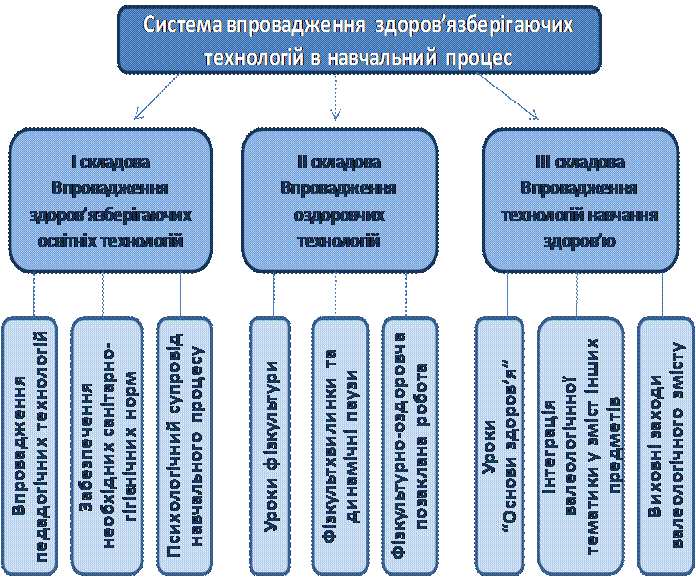 Система впровадження здоров’язберігаючих
технологій в навчальний процес
І складова
Впровадження
здоров’язберігаючих
освітніх технологій
ІІ складова
Впровадження
оздоровчих
технологій
ІІІ складова
Впровадження
технологій навчання
здоров’ю
Впровадження
педагогічних технологій
Забезпечення
необхідних санітарно-
гігієнічних норм
Психологічний супровід
навчального процесу
Уроки фізкультури
Фізкультхвилинки та
динамічні паузи
Фізкультурно-оздоровча
позаклана робота
Уроки
“Основи здоров’я”
Інтеграція
валеологічнної
тематики у зміст інших
предметів
Виховні заходи
валеологічного змісту